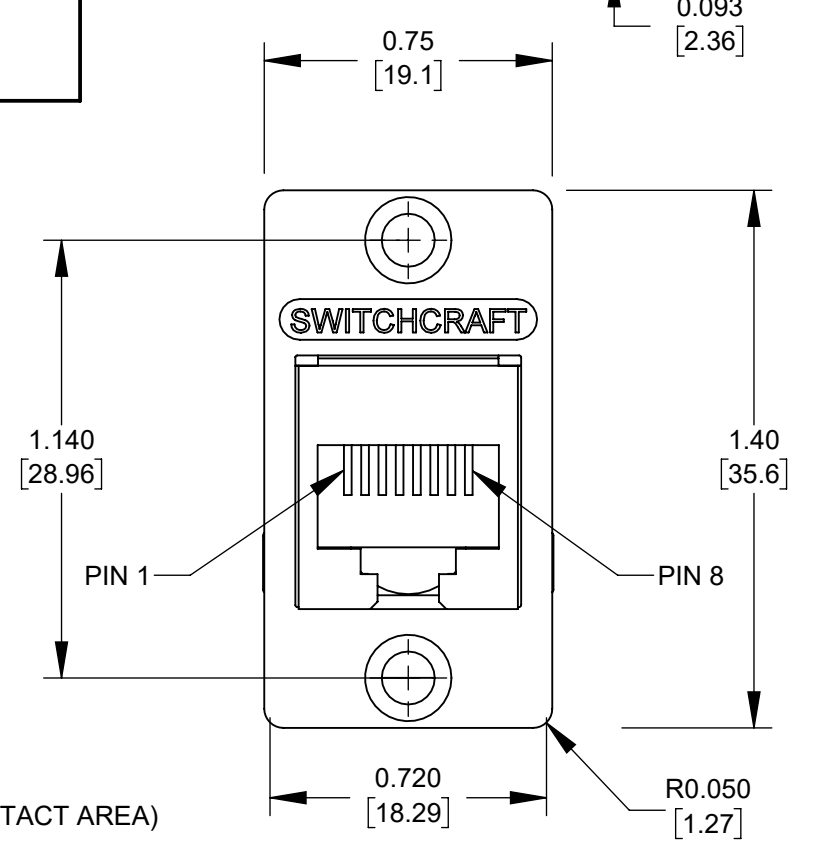 0.093
[2.36]
0.75
[19.1]
SWITCHCRAFT
1.140
[28.96]
1.40
[35.6]
PIN 1
PIN 8
0.720
[18.29]
R0.050
[1.27]
TACT AREA)